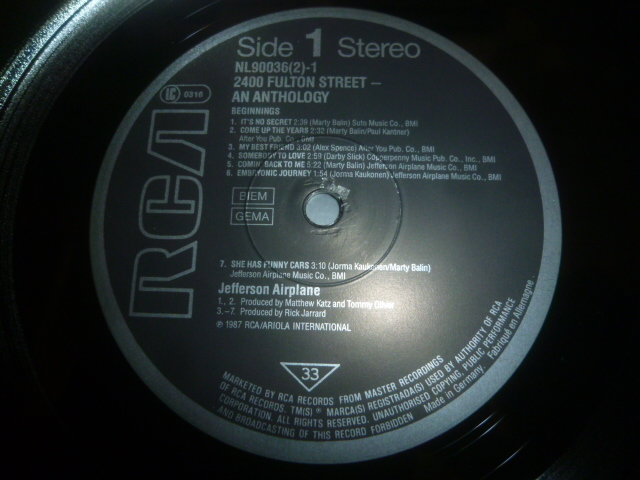 RCA
Side 1 Stereo
NL90036(2)-1
2400 FULTON STREET –
AN ANTHOLOGY
LC 0316
BEGINNINGS
1. IT'S NO SECRET 2:39 (Marty Balin) Suto Music Co., BMI
2. COME UP THE YEARS 2:32 (Marty Balin/Paul Kantner)
After You Pub. Co., BMI
3. MY BEST FRIEND 3:02 (Alex Spence) After You Pub. Co., BMI
4. SOMEBODY TO LOVE 2:59 (Darby Slick) Copperpenny Music Pub. Co., Inc., BMI
5. COMIN' BACK TO ME 5:22 (Marty Balin) Jefferson Airplane Music Co., BMI
6. EMBRYONIC JOURNEY 1:54 (Jorma Kaukonen) Jefferson Airplane Music Co., BMI
BIEM
GEMA
7. SHE HAS FUNNY CARS 3:10 (Jorma Kaukonen/Marty Balin)
Jefferson Airplane Music Co., BMI
Jefferson Airplane
1., 2. Produced by Matthew Katz and Tommy Oliver
3.–7. Produced by Rick Jarrard
℗ 1987 RCA/ARIOLA INTERNATIONAL
33
MARKETED BY RCA RECORDS FROM MASTER RECORDINGS
OF RCA RECORDS. TM(S) ® MARCA(S) REGISTRADA(S) USED BY AUTHORITY OF RCA
CORPORATION. ALL RIGHTS RESERVED. UNAUTHORISED COPYING, PUBLIC PERFORMANCE
AND BROADCASTING OF THIS RECORD FORBIDDEN
Made in Germany
Fabriqué en Allemagne.